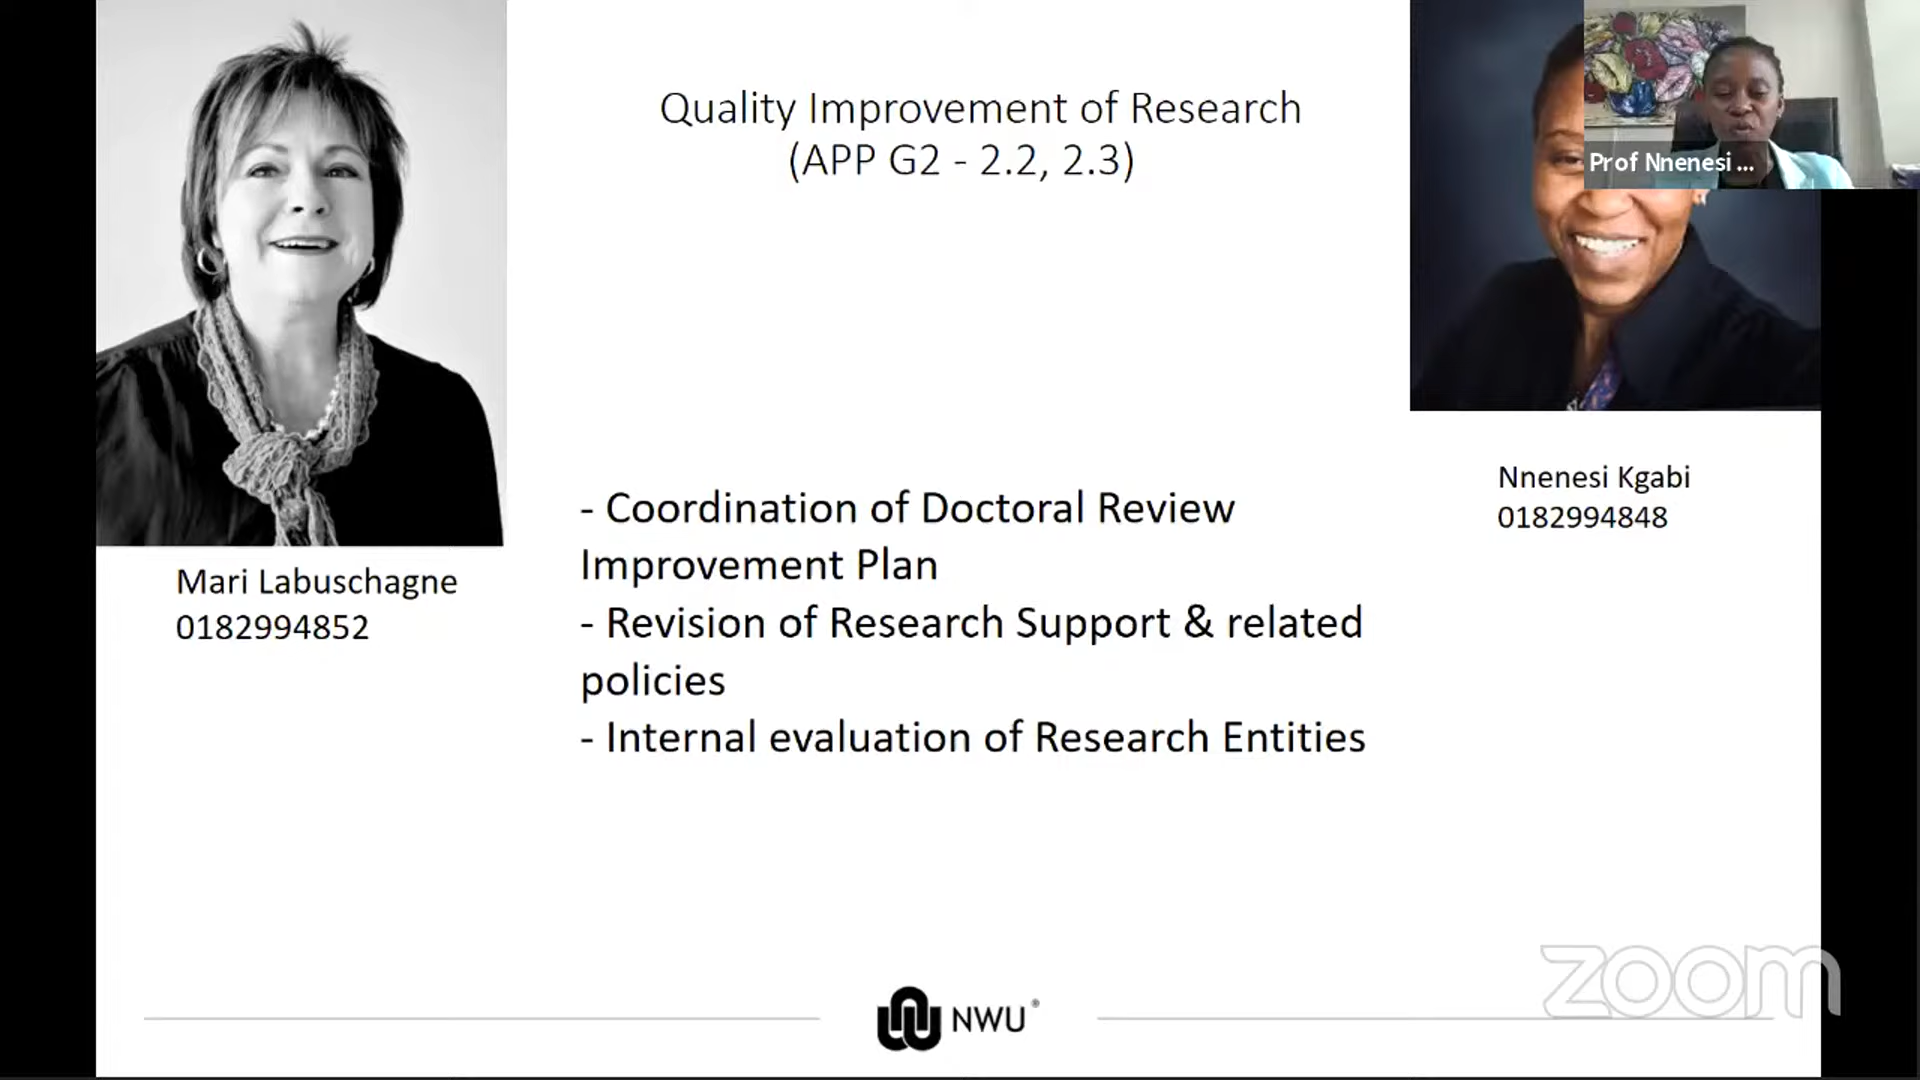 Quality Improvement of Research
(APP G2 - 2.2, 2.3)
Prof Nnenesi ...
Mari Labuschagne
0182994852
- Coordination of Doctoral Review
Improvement Plan
- Revision of Research Support & related
policies
- Internal evaluation of Research Entities
Nnenesi Kgabi
0182994848
NWU®
zoom